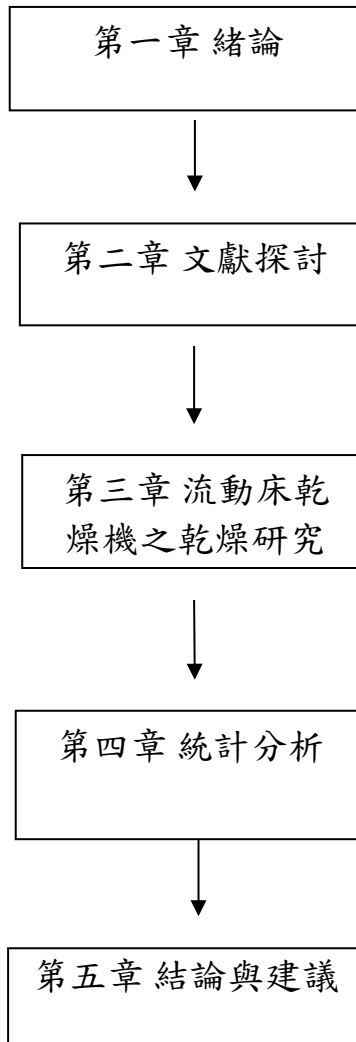 第一章 緒論
第二章 文獻探討
第三章 流動床乾
燥機之乾燥研究
第四章 統計分析
第五章 結論與建議